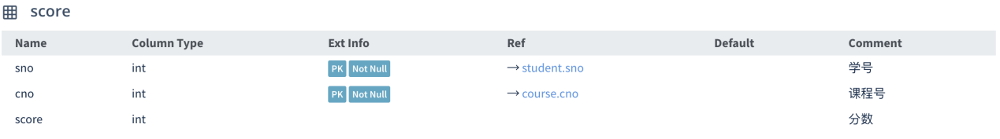 score
Name Column Type Ext Info Ref Default Comment
sno int PK Not Null → student.sno 学号
cno int PK Not Null → course.cno 课程号
score int 分数